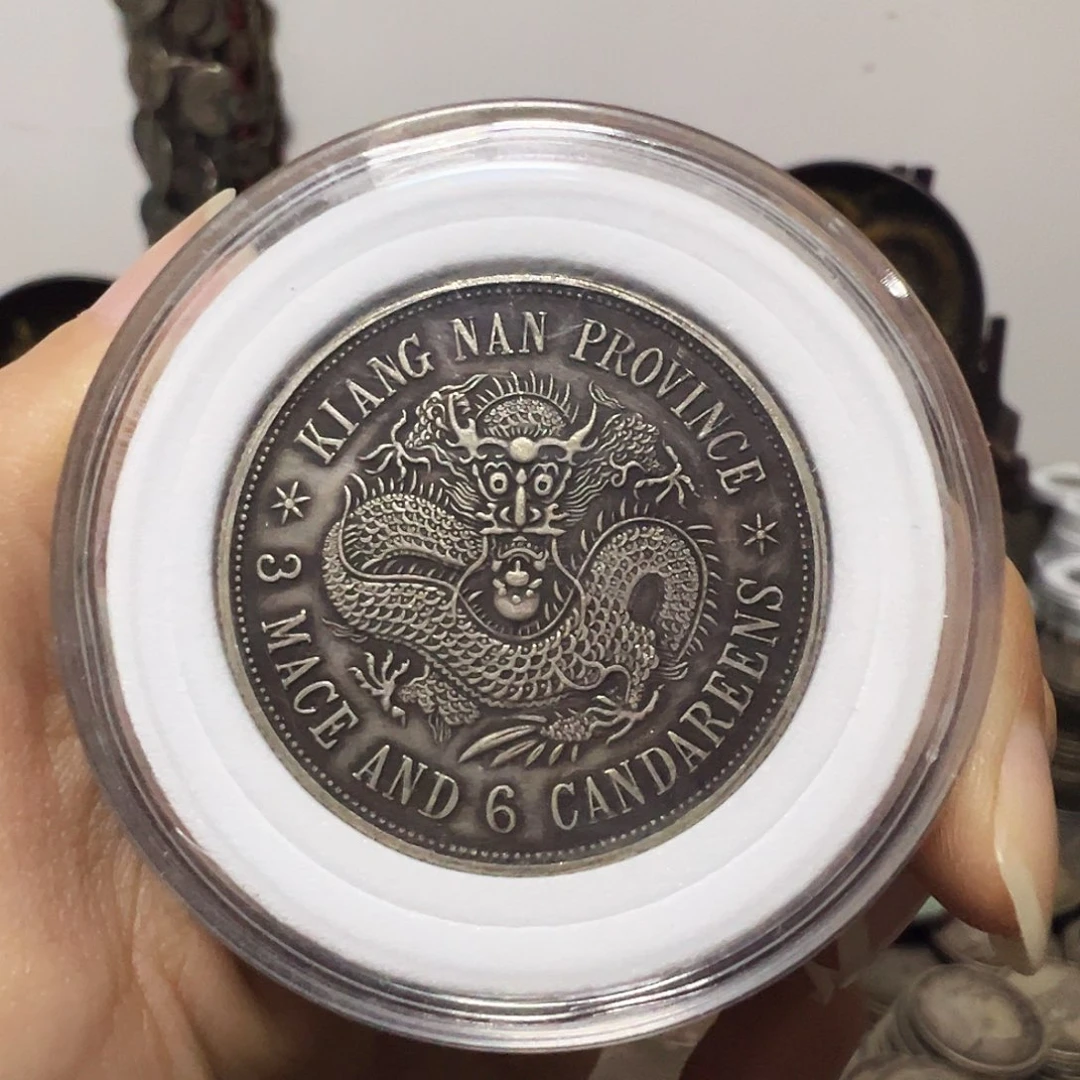 KIANG NAN PROVINCE
3 MACE AND 6 CANDAREENS